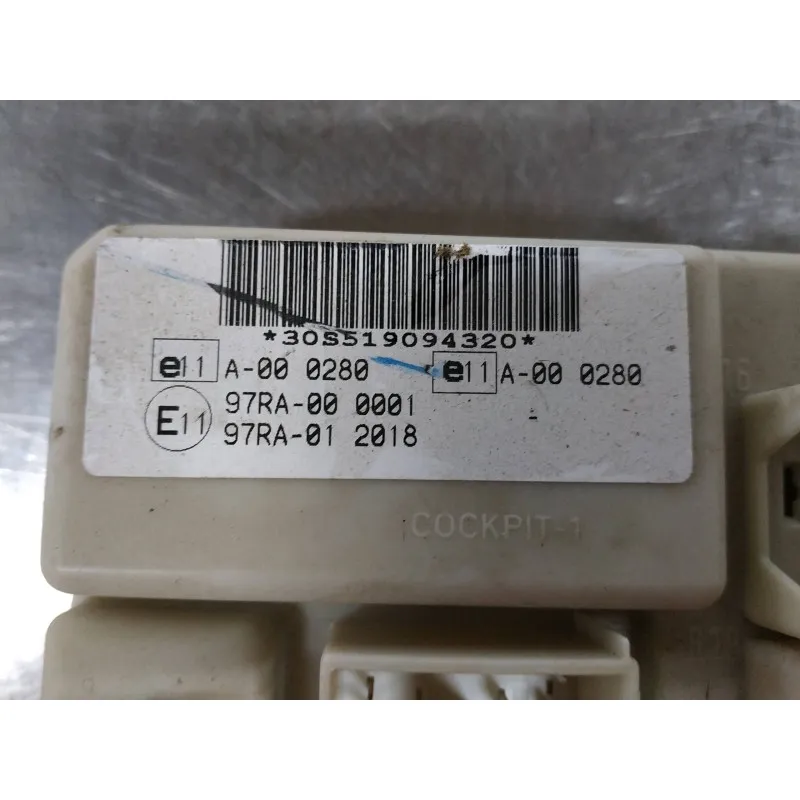 *30S519094320*
e11 A-00 0280 e11 A-00 0280
E11 97RA-00 0001
97RA-01 2018
COCKPIT-1